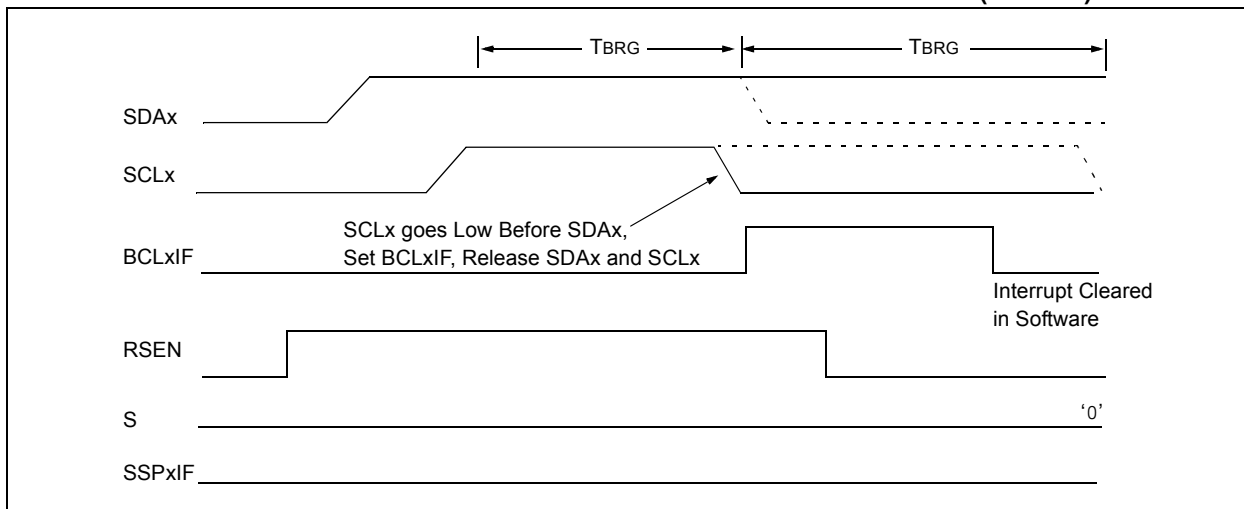 TBRG
TBRG
SDAx
SCLx
SCLx goes Low Before SDAx,
Set BCLxIF, Release SDAx and SCLx
BCLxIF
Interrupt Cleared
in Software
RSEN
S
‘0’
SSPxIF